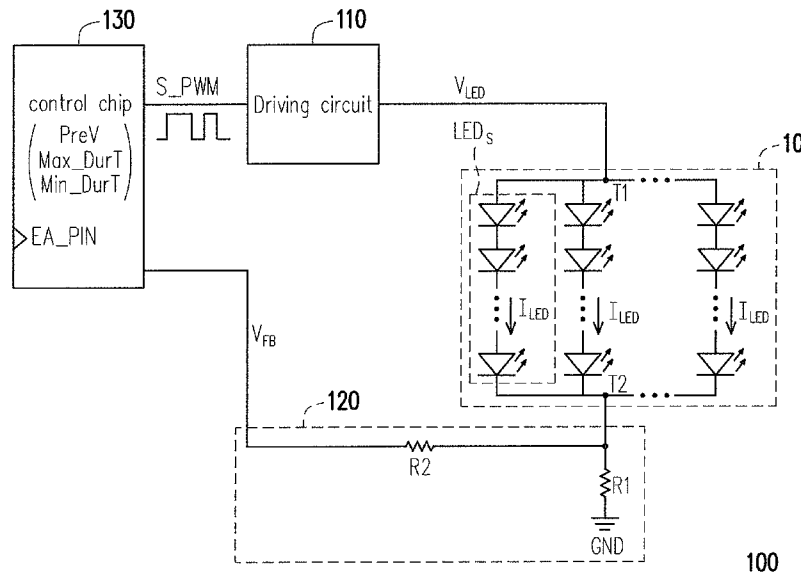 130
110
control chip
PreV
Max_DurT
Min_DurT
EA_PIN
S_PWM
Driving circuit
V_LED
LED_S
10
T1
I_LED
I_LED
I_LED
T2
V_FB
120
R2
R1
GND
100